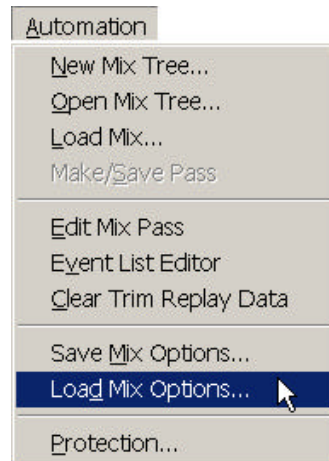 Automation
New Mix Tree...
Open Mix Tree...
Load Mix...
Make/Save Pass
Edit Mix Pass
Event List Editor
Clear Trim Replay Data
Save Mix Options...
Load Mix Options...
Protection...